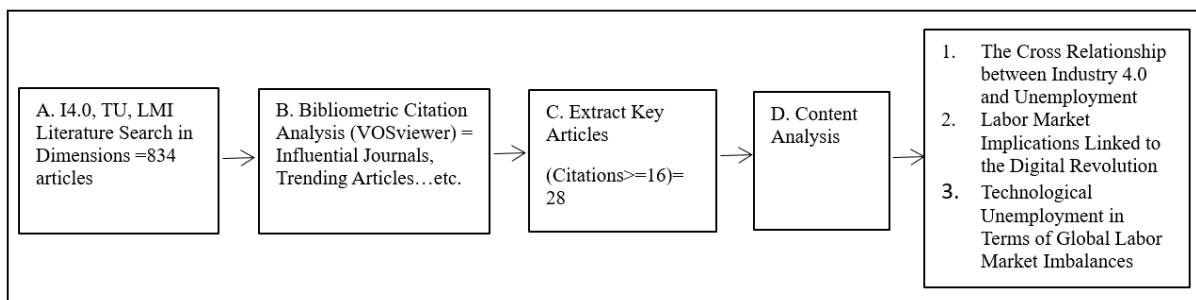 A. I4.0, TU, LMI
Literature Search in
Dimensions =834
articles
B. Bibliometric Citation
Analysis (VOSviewer) =
Influential Journals,
Trending Articles…etc.
C. Extract Key
Articles
(Citations>=16)=
28
D. Content
Analysis
1. The Cross Relationship
between Industry 4.0
and Unemployment
2. Labor Market
Implications Linked to
the Digital Revolution
3. Technological
Unemployment in
Terms of Global Labor
Market Imbalances